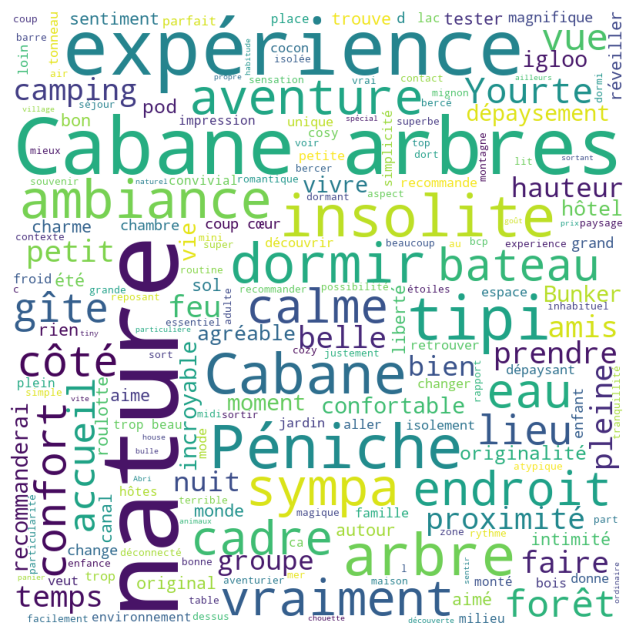 coup sentiment parfait expérience place d lac tester magnifique
barre tonneau habitude cocon isolée trouve vue réveiller
loin air propre sensation vrai contact mignon igloo ailleurs dormi
camping pod aventure bercé Yourte
village séjour bon impression unique cosy simplicité superbe spécial dépaysement
Cabane arbres
mieux voir petite top dort recommande lit montagne sortant
souvenir naturel convivial romantique bercer vivre aspect hauteur
ambiance dormant insolite goût prix paysage
charme chambre coup cœur hôtel
contexte vie mini découvrir beaucoup au experience grand
petit super dormir bateau
froid été routine recommander possibilité étoiles inhabituel
c grande reposant sol feu calme liberté tipi espace Bunker
gîte essentiel adulte amis
rien tiny particulière agréable belle retrouver prendre
côté nature sort cozy justement dépaysant
plein simple accueil roulotte incroyable Cabane bien changer eau rapport pleine enfant tranquillité
vite aime moment confortable isolement
recommanderai confort house trop beau midi sortir jardin aller lieu
bulle mode Péniche originalité
Abri nuit sympa endroit atypique
particularité canal hôtes terrible monde famille intimité
animaux magique ca autour proximité zone rythme part
change déconnecté cadre arbre sentir faire
enfance bonne groupe monté bois donne
veut trop original aventurier mer forêt
temps panier table vraiment maison l aimé ordinaire
facilement environnement dessus chouette découverte milieu